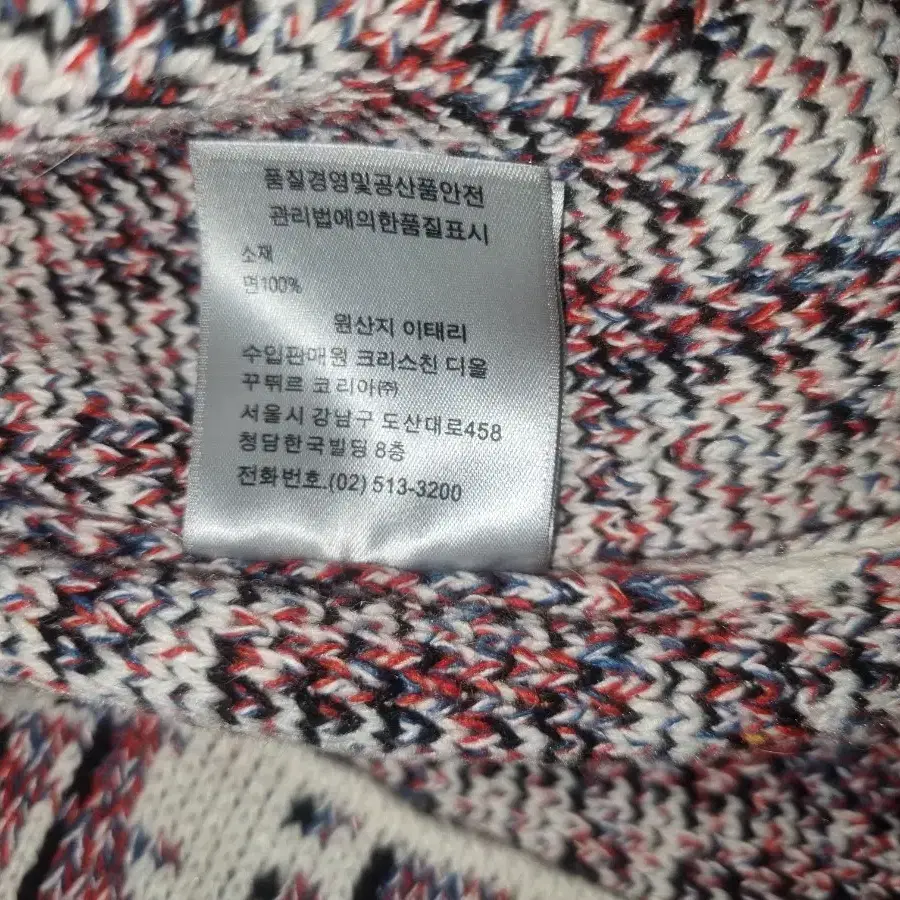 품질경영및공산품안전
관리법에의한품질표시
소재
면100%
원산지 이태리
수입판매원 크리스찬 디올
꾸뛰르 코리아㈜
서울시 강남구 도산대로458
청담한국빌딩 8층
전화번호.(02) 513-3200